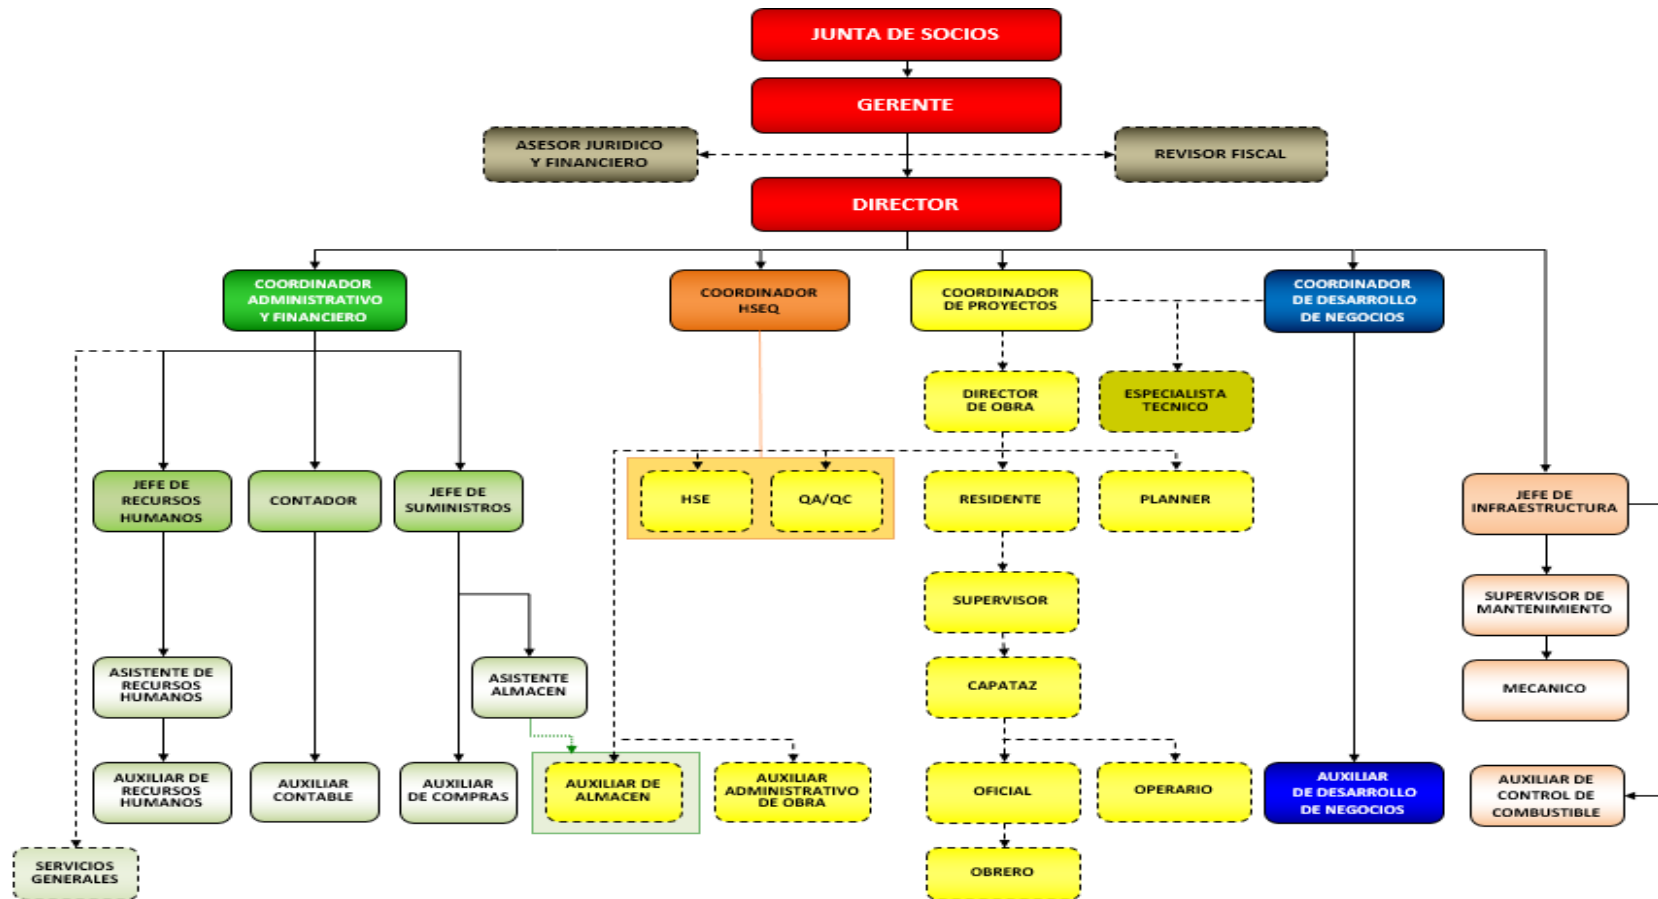 JUNTA DE SOCIOS
GERENTE
ASESOR JURIDICO
Y FINANCIERO
REVISOR FISCAL
DIRECTOR
COORDINADOR
ADMINISTRATIVO
Y FINANCIERO
COORDINADOR
HSEQ
COORDINADOR
DE PROYECTOS
COORDINADOR
DE DESARROLLO
DE NEGOCIOS
DIRECTOR
DE OBRA
ESPECIALISTA
TECNICO
JEFE DE
RECURSOS
HUMANOS
CONTADOR
JEFE DE
SUMINISTROS
HSE
QA/QC
RESIDENTE
PLANNER
JEFE DE
INFRAESTRUCTURA
SUPERVISOR
SUPERVISOR DE
MANTENIMIENTO
ASISTENTE DE
RECURSOS
HUMANOS
ASISTENTE
ALMACEN
CAPATAZ
MECANICO
AUXILIAR DE
RECURSOS
HUMANOS
AUXILIAR
CONTABLE
AUXILIAR
DE COMPRAS
AUXILIAR DE
ALMACEN
AUXILIAR
ADMINISTRATIVO
DE OBRA
OFICIAL
OPERARIO
AUXILIAR
DE DESARROLLO
DE NEGOCIOS
AUXILIAR DE
CONTROL DE
COMBUSTIBLE
SERVICIOS
GENERALES
OBRERO